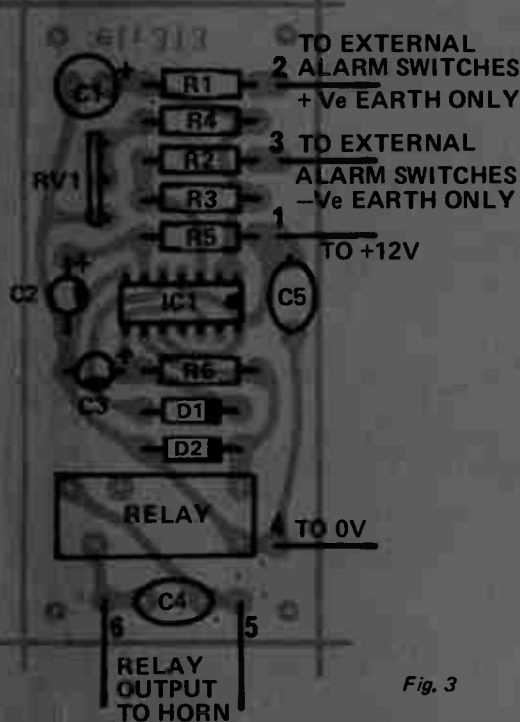 TO EXTERNAL
2 ALARM SWITCHES
+ Ve EARTH ONLY
C1
+
R1
R4
3 TO EXTERNAL
ALARM SWITCHES
—Ve EARTH ONLY
R2
RV1
R3
1
TO +12V
R5
C2
++
IC1
C5
+
R6
C3
D1
D2
RELAY
4 TO 0V
C4
6
5
RELAY
OUTPUT
TO HORN
Fig. 3